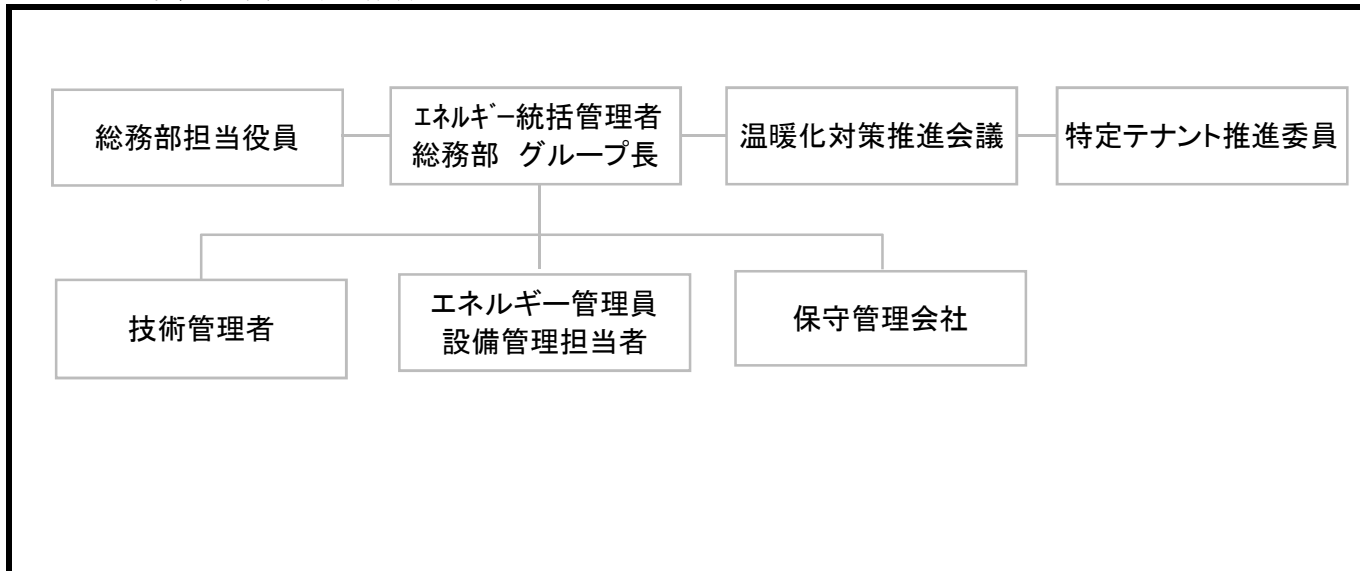 総務部担当役員
ｴﾈﾙｷﾞｰ統括管理者
総務部　グループ長
温暖化対策推進会議
特定テナント推進委員
技術管理者
エネルギー管理員
設備管理担当者
保守管理会社